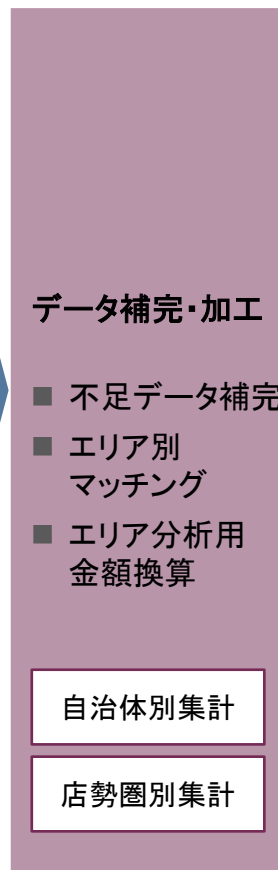 データ補完・加工
■ 不足データ補完
■ エリア別
マッチング
■ エリア分析用
金額換算
自治体別集計
店勢圏別集計